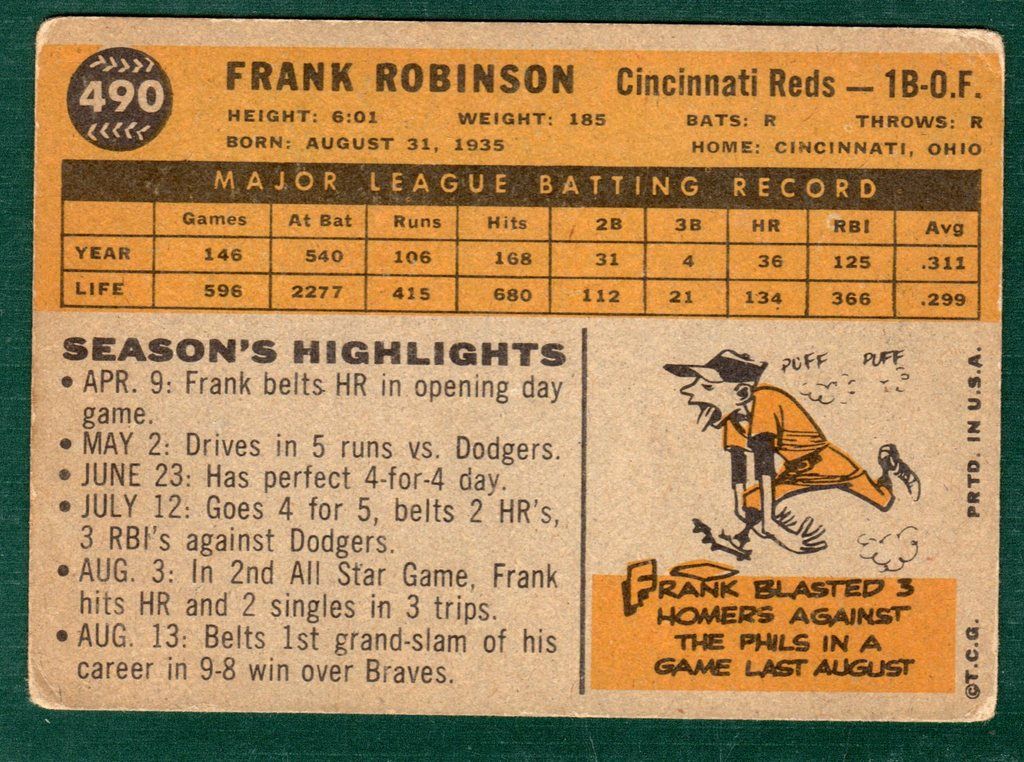 490
FRANK ROBINSON Cincinnati Reds — 1B-O.F.
HEIGHT: 6:01 WEIGHT: 185 BATS: R THROWS: R
BORN: AUGUST 31, 1935 HOME: CINCINNATI, OHIO
MAJOR LEAGUE BATTING RECORD
Games At Bat Runs Hits 2B 3B HR RBI Avg
YEAR 146 540 106 168 31 4 36 125 .311
LIFE 596 2277 415 680 112 21 134 366 .299
SEASON'S HIGHLIGHTS
• APR. 9: Frank belts HR in opening day
game.
• MAY 2: Drives in 5 runs vs. Dodgers.
• JUNE 23: Has perfect 4-for-4 day.
• JULY 12: Goes 4 for 5, belts 2 HR's,
3 RBI's against Dodgers.
• AUG. 3: In 2nd All Star Game, Frank
hits HR and 2 singles in 3 trips.
• AUG. 13: Belts 1st grand-slam of his
career in 9-8 win over Braves.
PUFF PUFF
FRANK BLASTED 3
HOMERS AGAINST
THE PHILS IN A
GAME LAST AUGUST
©T.C.G. PRTD. IN U.S.A.